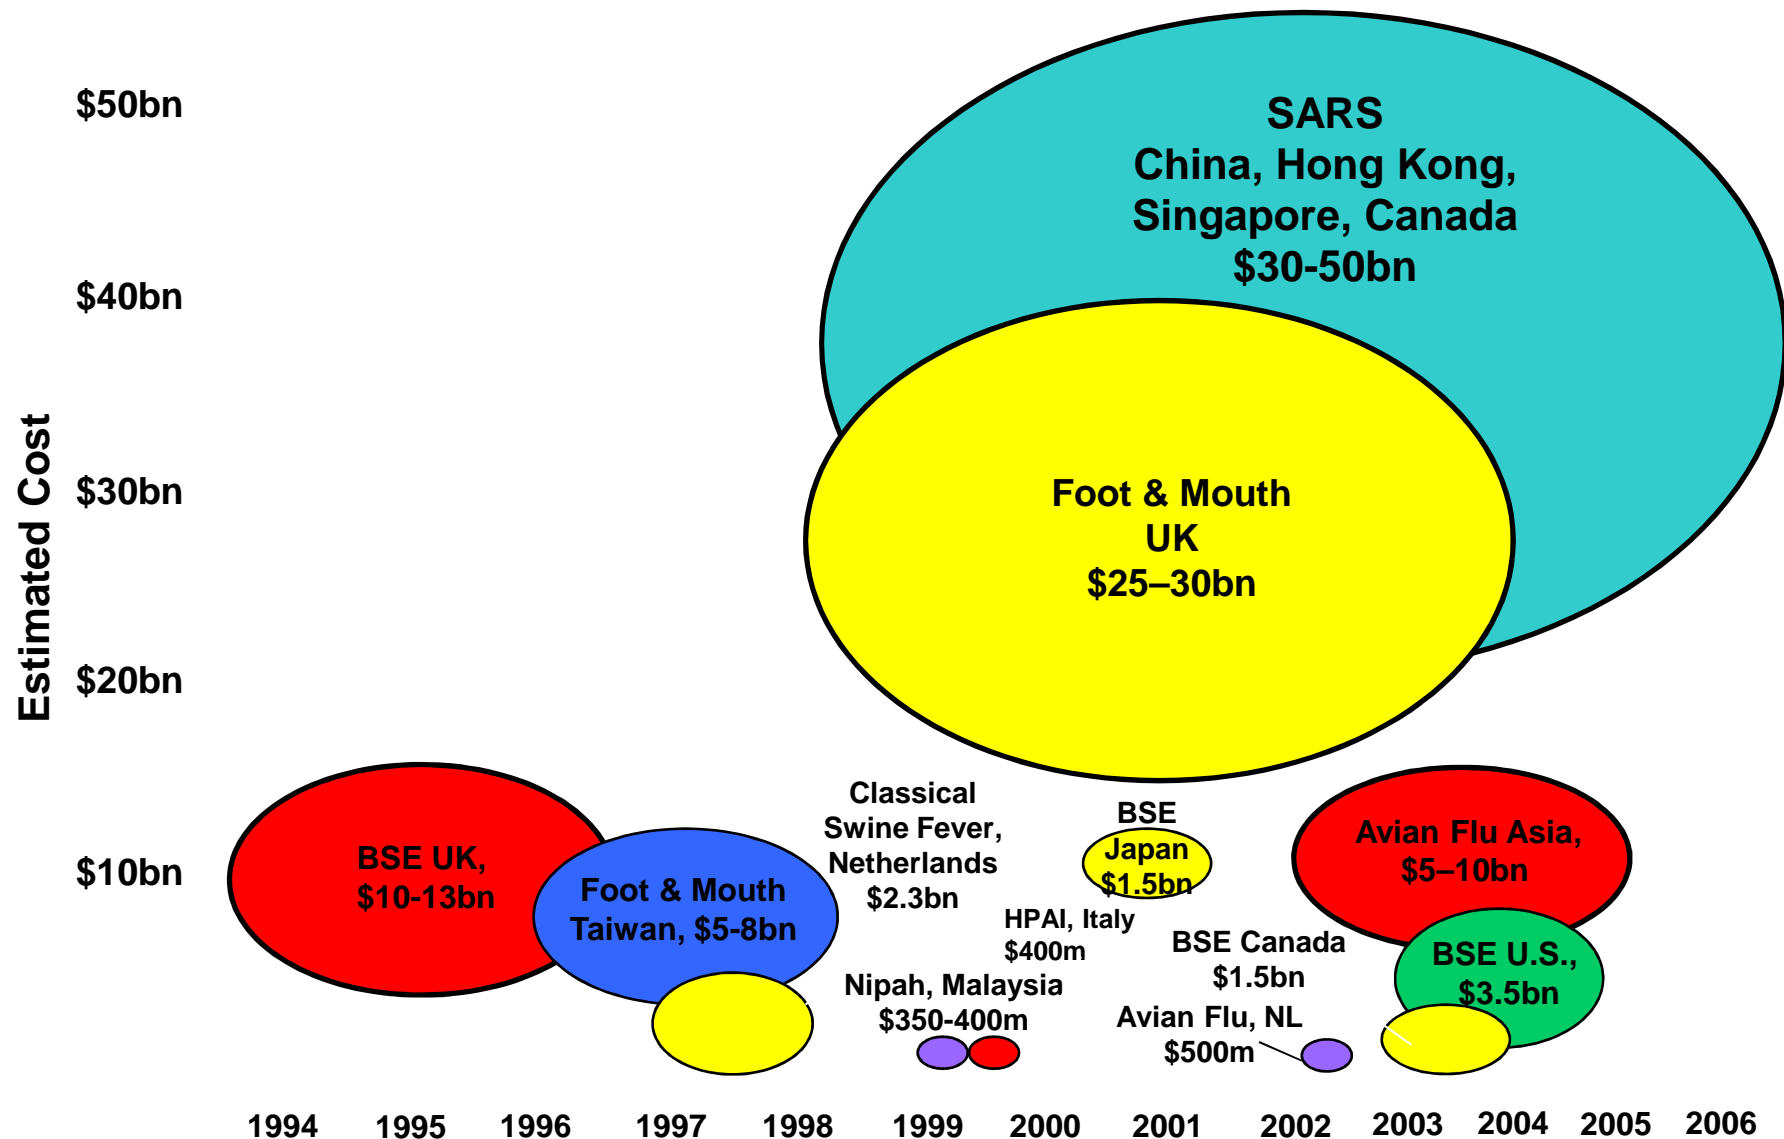 $50bn
$40bn
$30bn
$20bn
$10bn
Estimated Cost
SARS
China, Hong Kong,
Singapore, Canada
$30-50bn
Foot & Mouth
UK
$25–30bn
BSE UK,
$10-13bn
Foot & Mouth
Taiwan, $5-8bn
Classical
Swine Fever,
Netherlands
$2.3bn
BSE
Japan
$1.5bn
HPAI, Italy
$400m
Nipah, Malaysia
$350-400m
BSE Canada
$1.5bn
Avian Flu, NL
$500m
Avian Flu Asia,
$5–10bn
BSE U.S.,
$3.5bn
1994 1995 1996 1997 1998 1999 2000 2001 2002 2003 2004 2005 2006